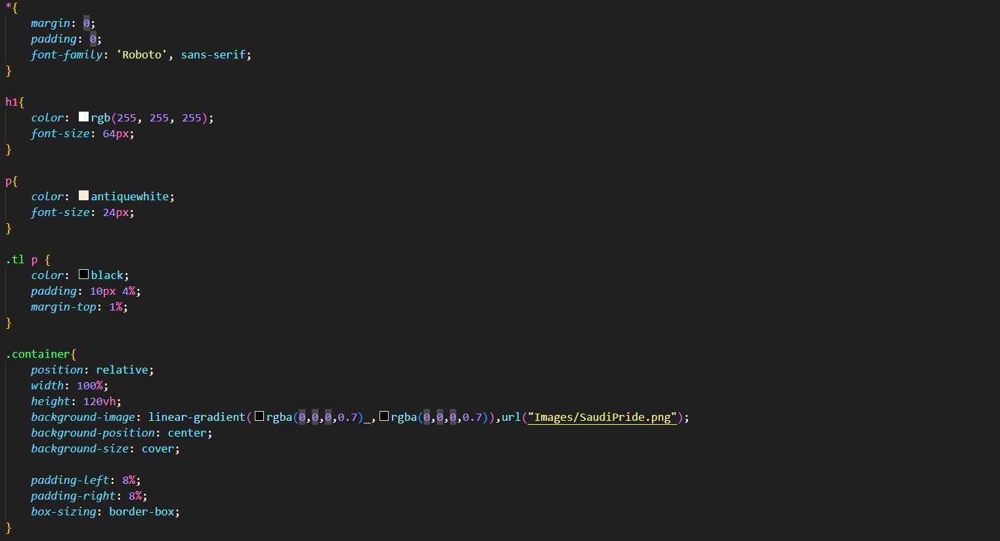 *{
    margin: 0;
    padding: 0;
    font-family: 'Roboto', sans-serif;
}

h1{
    color: rgb(255, 255, 255);
    font-size: 64px;
}

p{
    color: antiquewhite;
    font-size: 24px;
}

.tl p {
    color: black;
    padding: 10px 4%;
    margin-top: 1%;
}

.container{
    position: relative;
    width: 100%;
    height: 120vh;
    background-image: linear-gradient(rgba(0,0,0,0.7)_,rgba(0,0,0,0.7)),url("Images/SaudiPride.png");
    background-position: center;
    background-size: cover;

    padding-left: 8%;
    padding-right: 8%;
    box-sizing: border-box;
}